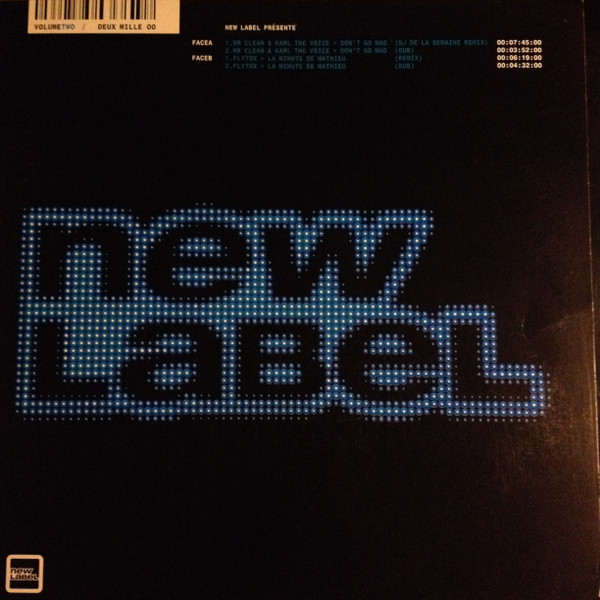 VOLUMETWO / DEUX MILLE 00
NEW LABEL PRÉSENTE
FACEA 1.MR CLEAN & KARL THE VOICE > DON'T GO MAD (DJ DE LA SEMAINE REMIX) 00:07:45:00
2.MR CLEAN & KARL THE VOICE > DON'T GO MAD (DUB) 00:03:52:00
FACEB 1.FLYTOX > LA MINUTE DE MATHIEU (REMIX) 00:06:19:00
2.FLYTOX > LA MINUTE DE MATHIEU (DUB) 00:04:32:00
new
LaBeL
new
LaBeL